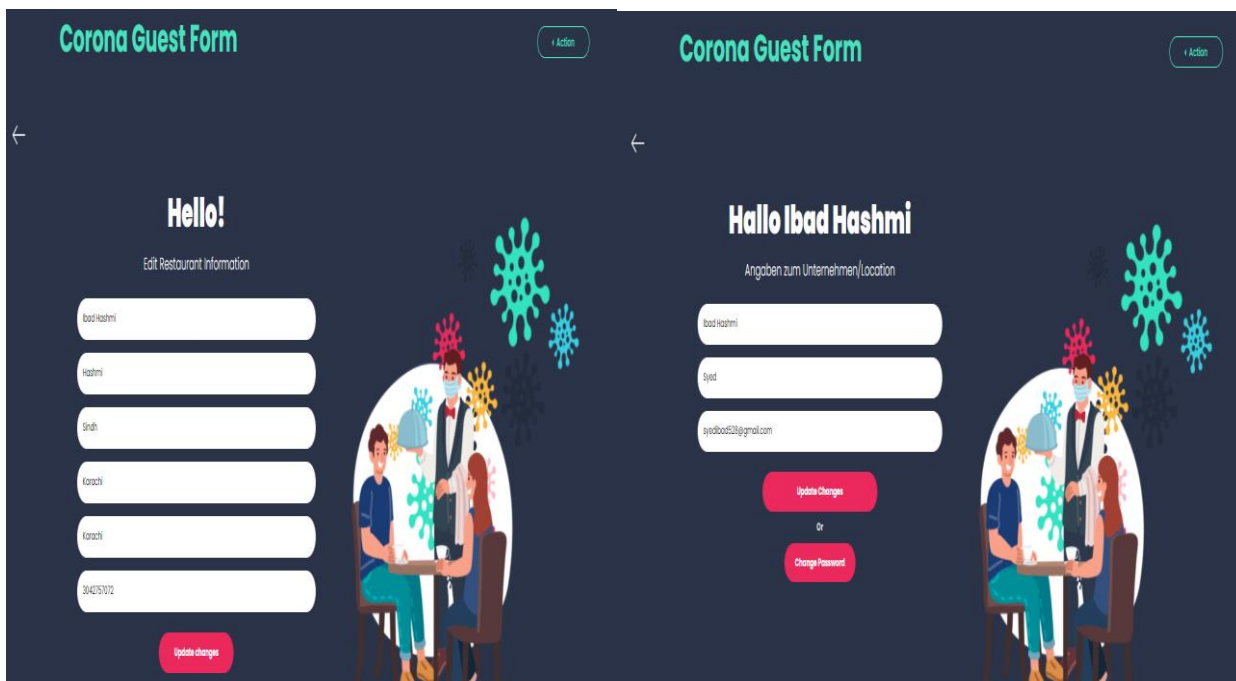 Corona Guest Form
‹ Action
Hello!
Edit Restaurant Information
Ibad Hashmi
Hashmi
Sindh
Karachi
Karachi
3042757072
Update changes
Corona Guest Form
‹ Action
Hallo Ibad Hashmi
Angaben zum Unternehmen/Location
Ibad Hashmi
Syed
syedibad528@gmail.com
Update Changes
Or
Change Password